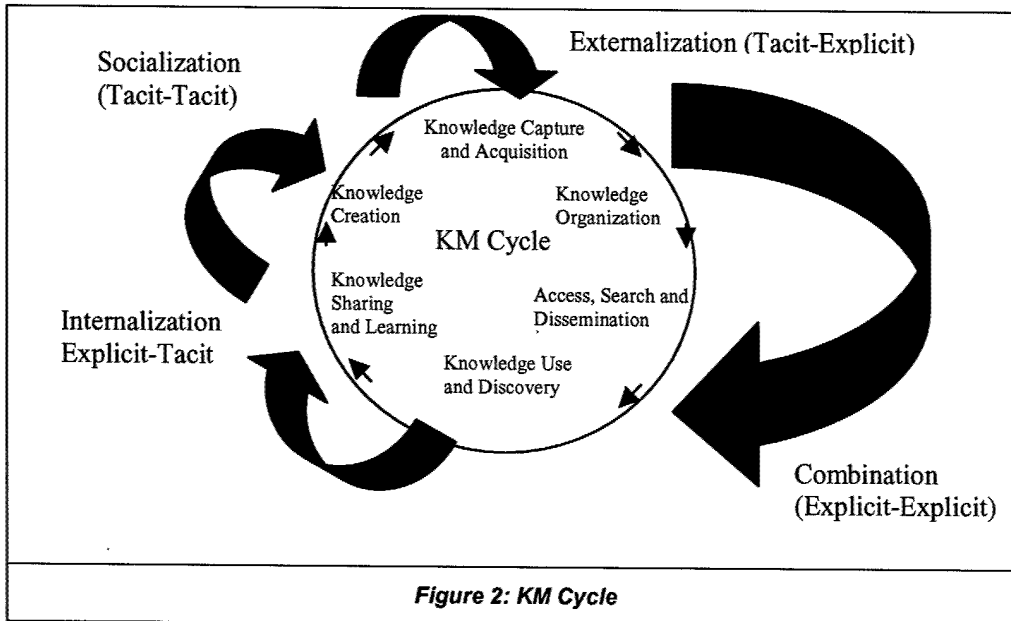 Externalization (Tacit-Explicit)
Socialization
(Tacit-Tacit)
Knowledge Capture
and Acquisition
Knowledge
Creation
Knowledge
Organization
KM Cycle
Knowledge
Sharing
and Learning
Access, Search and
Dissemination
Internalization
Explicit-Tacit
Knowledge Use
and Discovery
Combination
(Explicit-Explicit)
Figure 2: KM Cycle